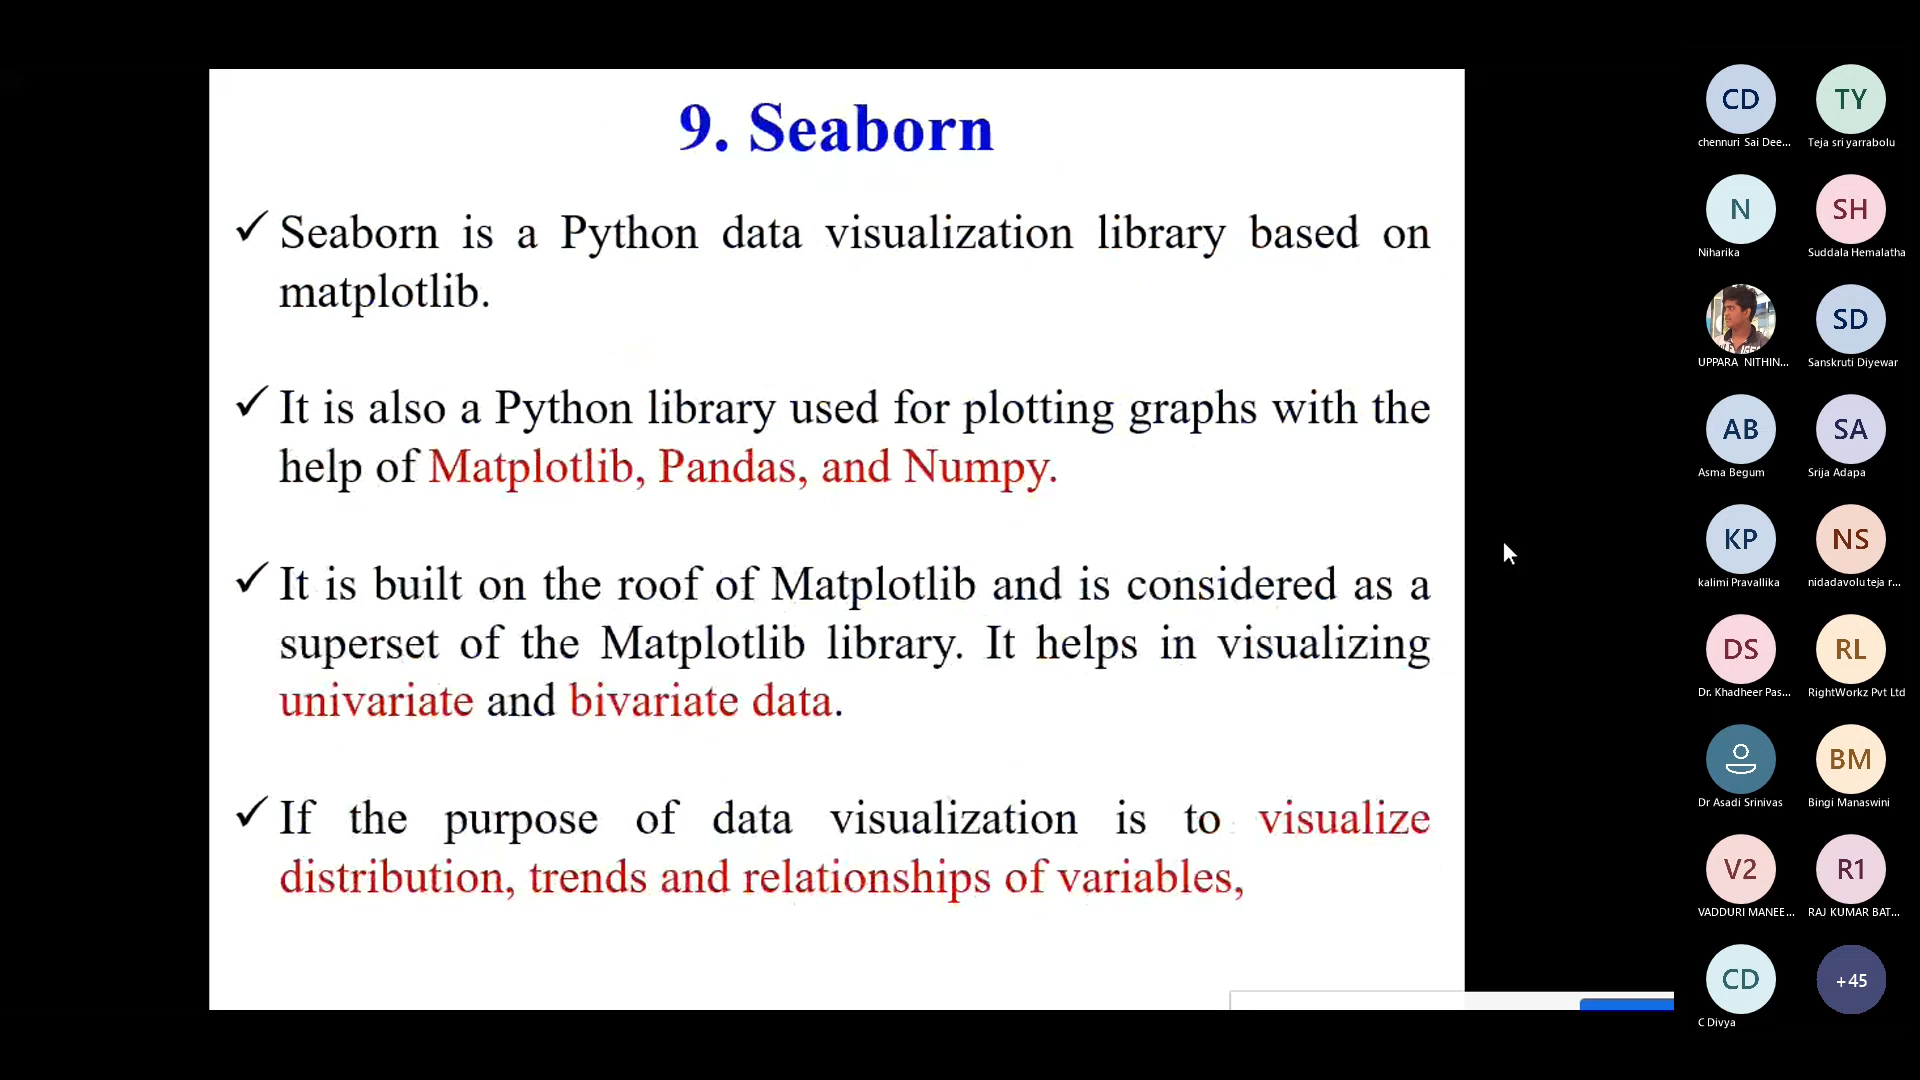 9. Seaborn
✓ Seaborn is a Python data visualization library based on
matplotlib.
✓ It is also a Python library used for plotting graphs with the
help of Matplotlib, Pandas, and Numpy.
✓ It is built on the roof of Matplotlib and is considered as a
superset of the Matplotlib library. It helps in visualizing
univariate and bivariate data.
✓ If the purpose of data visualization is to visualize
distribution, trends and relationships of variables,
CD TY
chennuri Sai Dee... Teja sri yarrabolu
N SH
Niharika Suddala Hemalatha
SD
UPPARA NITHIN... Sanskruti Diyewar
AB SA
Asma Begum Srija Adapa
KP NS
kalimi Pravallika nidadavolu teja r...
DS RL
Dr. Khadheer Pas... RightWorkz Pvt Ltd
BM
Dr Asadi Srinivas Bingi Manaswini
V2 R1
VADDURI MANEE... RAJ KUMAR BAT...
CD +45
C Divya